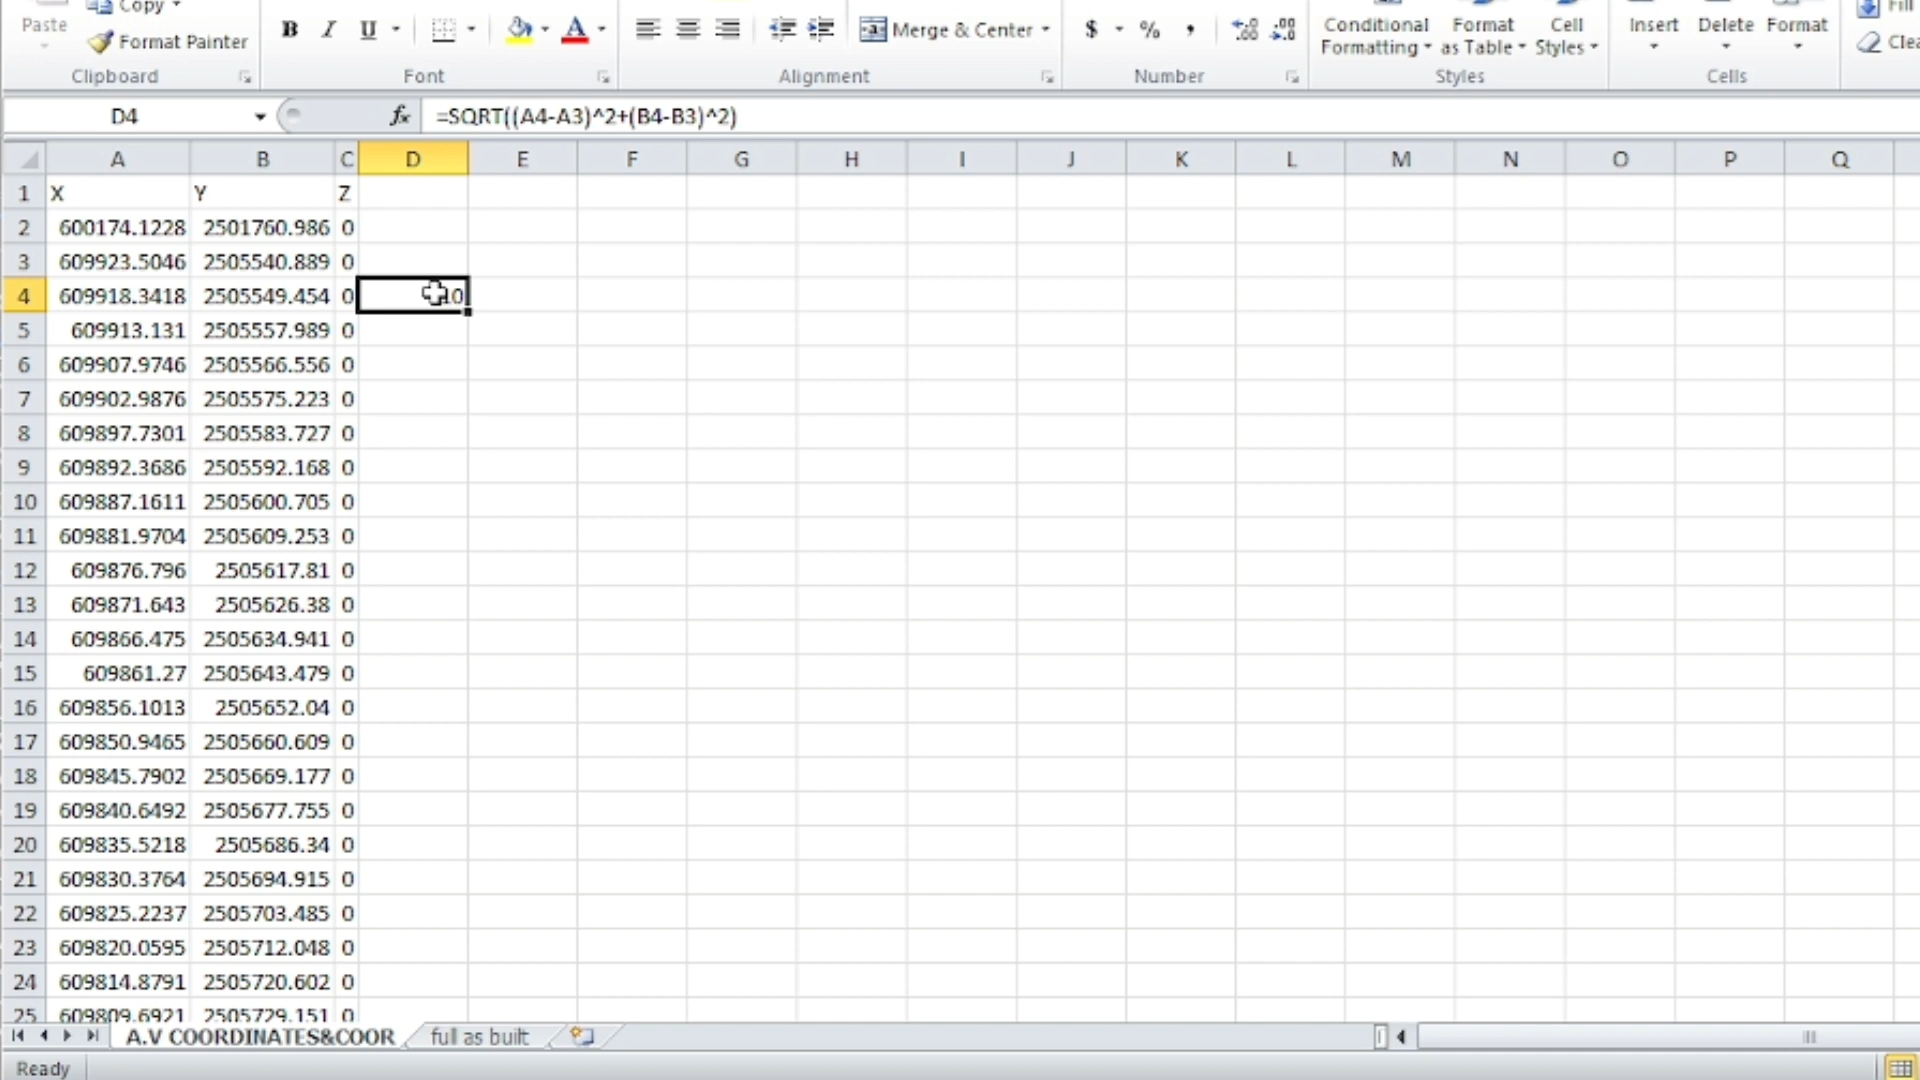 Paste
Copy
Format Painter
Clipboard
B I U
A
Font
Merge & Center
Alignment
$ % ,
Number
Conditional
Formatting
Format
as Table
Cell
Styles
Styles
Insert
Delete
Format
Cells
Fill
D4
fx
=SQRT((A4-A3)^2+(B4-B3)^2)
A B C D E F G H I J K L M N O P Q
1 X Y Z
2 600174.1228 2501760.986 0
3 609923.5046 2505540.889 0
4 609918.3418 2505549.454 0 10
5 609913.131 2505557.989 0
6 609907.9746 2505566.556 0
7 609902.9876 2505575.223 0
8 609897.7301 2505583.727 0
9 609892.3686 2505592.168 0
10 609887.1611 2505600.705 0
11 609881.9704 2505609.253 0
12 609876.796 2505617.81 0
13 609871.643 2505626.38 0
14 609866.475 2505634.941 0
15 609861.27 2505643.479 0
16 609856.1013 2505652.04 0
17 609850.9465 2505660.609 0
18 609845.7902 2505669.177 0
19 609840.6492 2505677.755 0
20 609835.5218 2505686.34 0
21 609830.3764 2505694.915 0
22 609825.2237 2505703.485 0
23 609820.0595 2505712.048 0
24 609814.8791 2505720.602 0
25 609809.6921 2505729.151 0
A.V COORDINATES&COOR
full as built
Ready